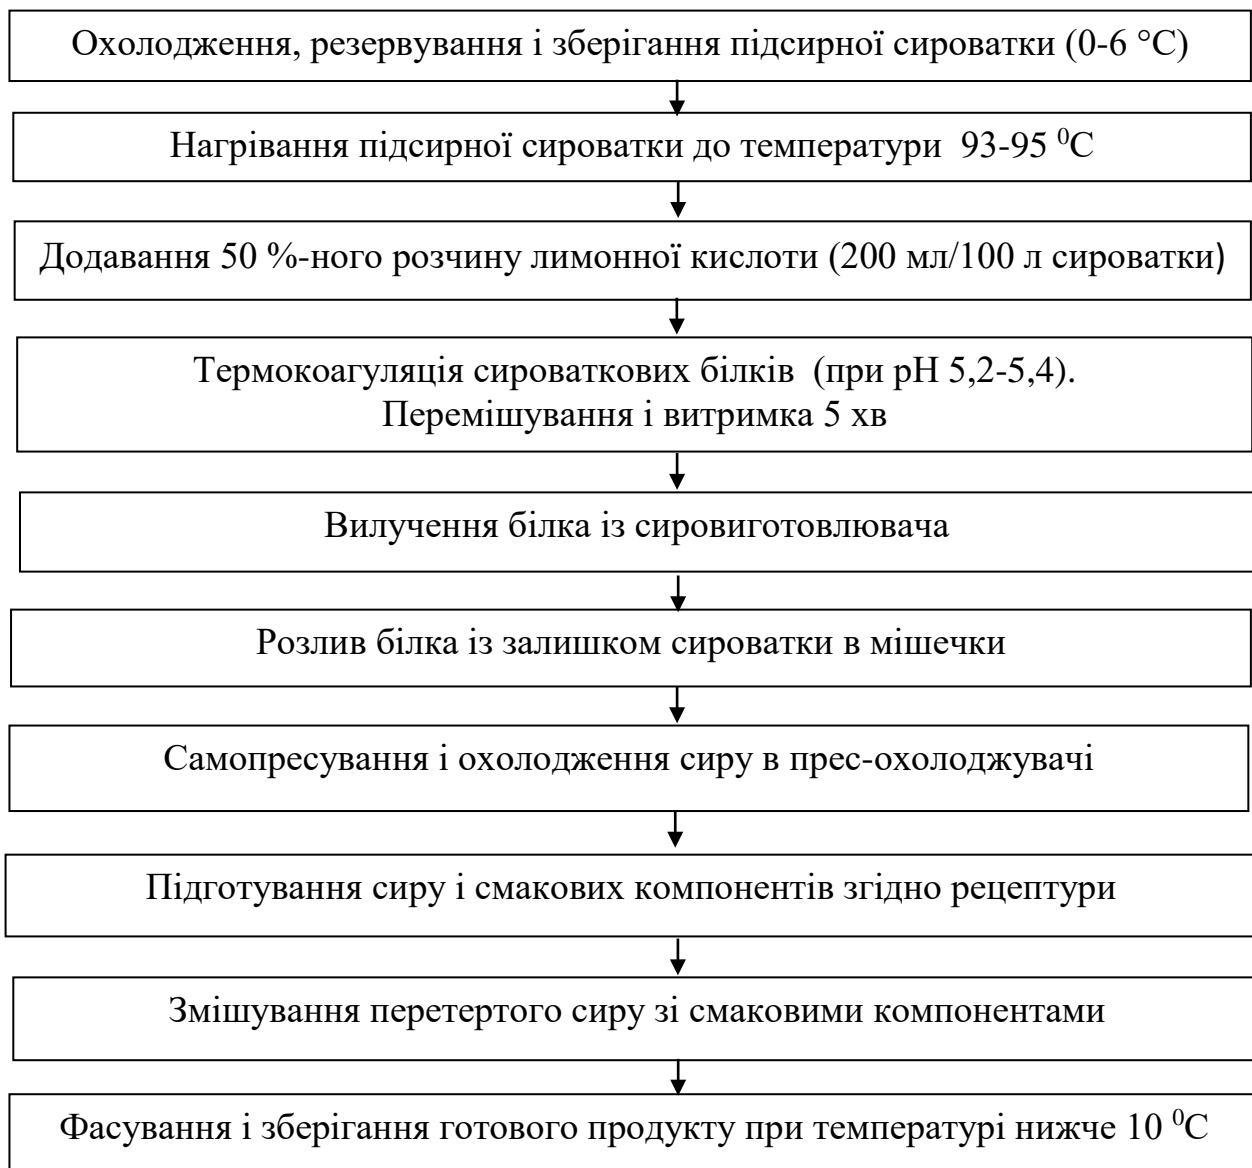 Охолодження, резервування і зберігання підсирної сироватки (0-6 °С)
Нагрівання підсирної сироватки до температури 93-95 ⁰С
Додавання 50 %-ного розчину лимонної кислоти (200 мл/100 л сироватки)
Термокоагуляція сироваткових білків (при рН 5,2-5,4).
Перемішування і витримка 5 хв
Вилучення білка із сировиготовлювача
Розлив білка із залишком сироватки в мішечки
Самопресування і охолодження сиру в прес-охолоджувачі
Підготування сиру і смакових компонентів згідно рецептури
Змішування перетертого сиру зі смаковими компонентами
Фасування і зберігання готового продукту при температурі нижче 10 ⁰С